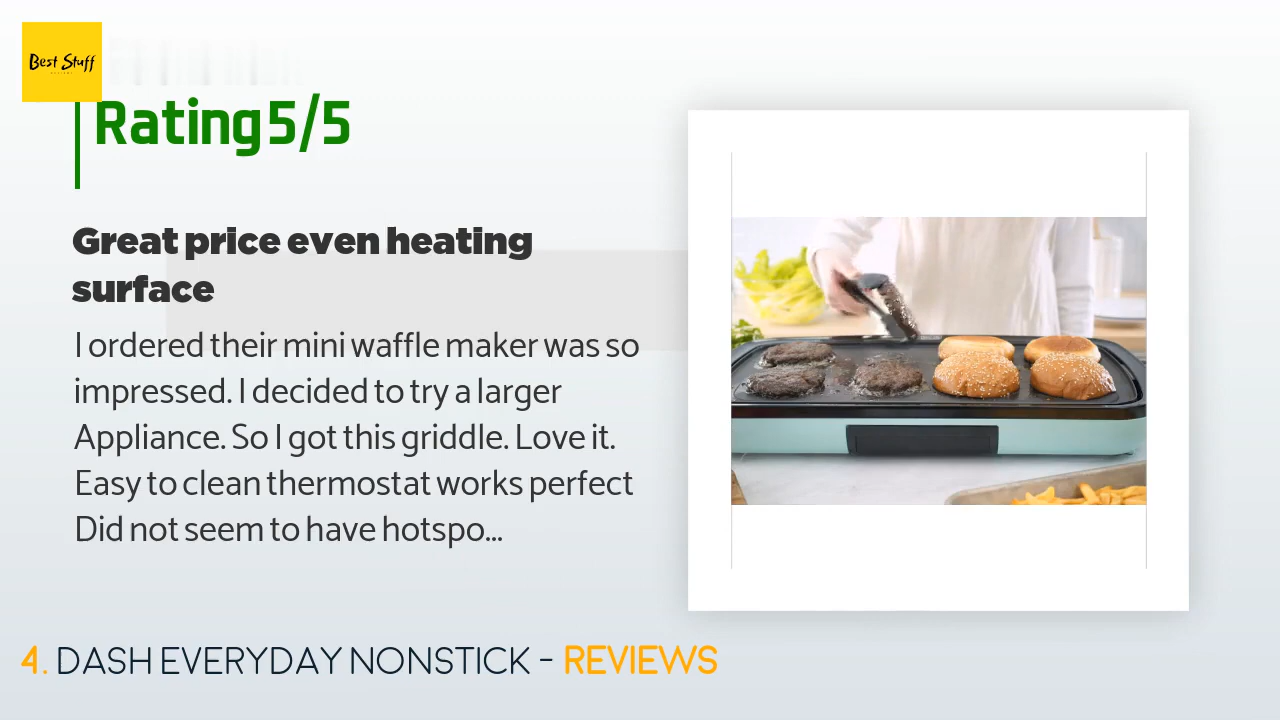 Best Stuff
Rating 5/5
Great price even heating
surface
I ordered their mini waffle maker was so
impressed. I decided to try a larger
Appliance. So I got this griddle. Love it.
Easy to clean thermostat works perfect
Did not seem to have hotspo...
4. DASH EVERYDAY NONSTICK - REVIEWS